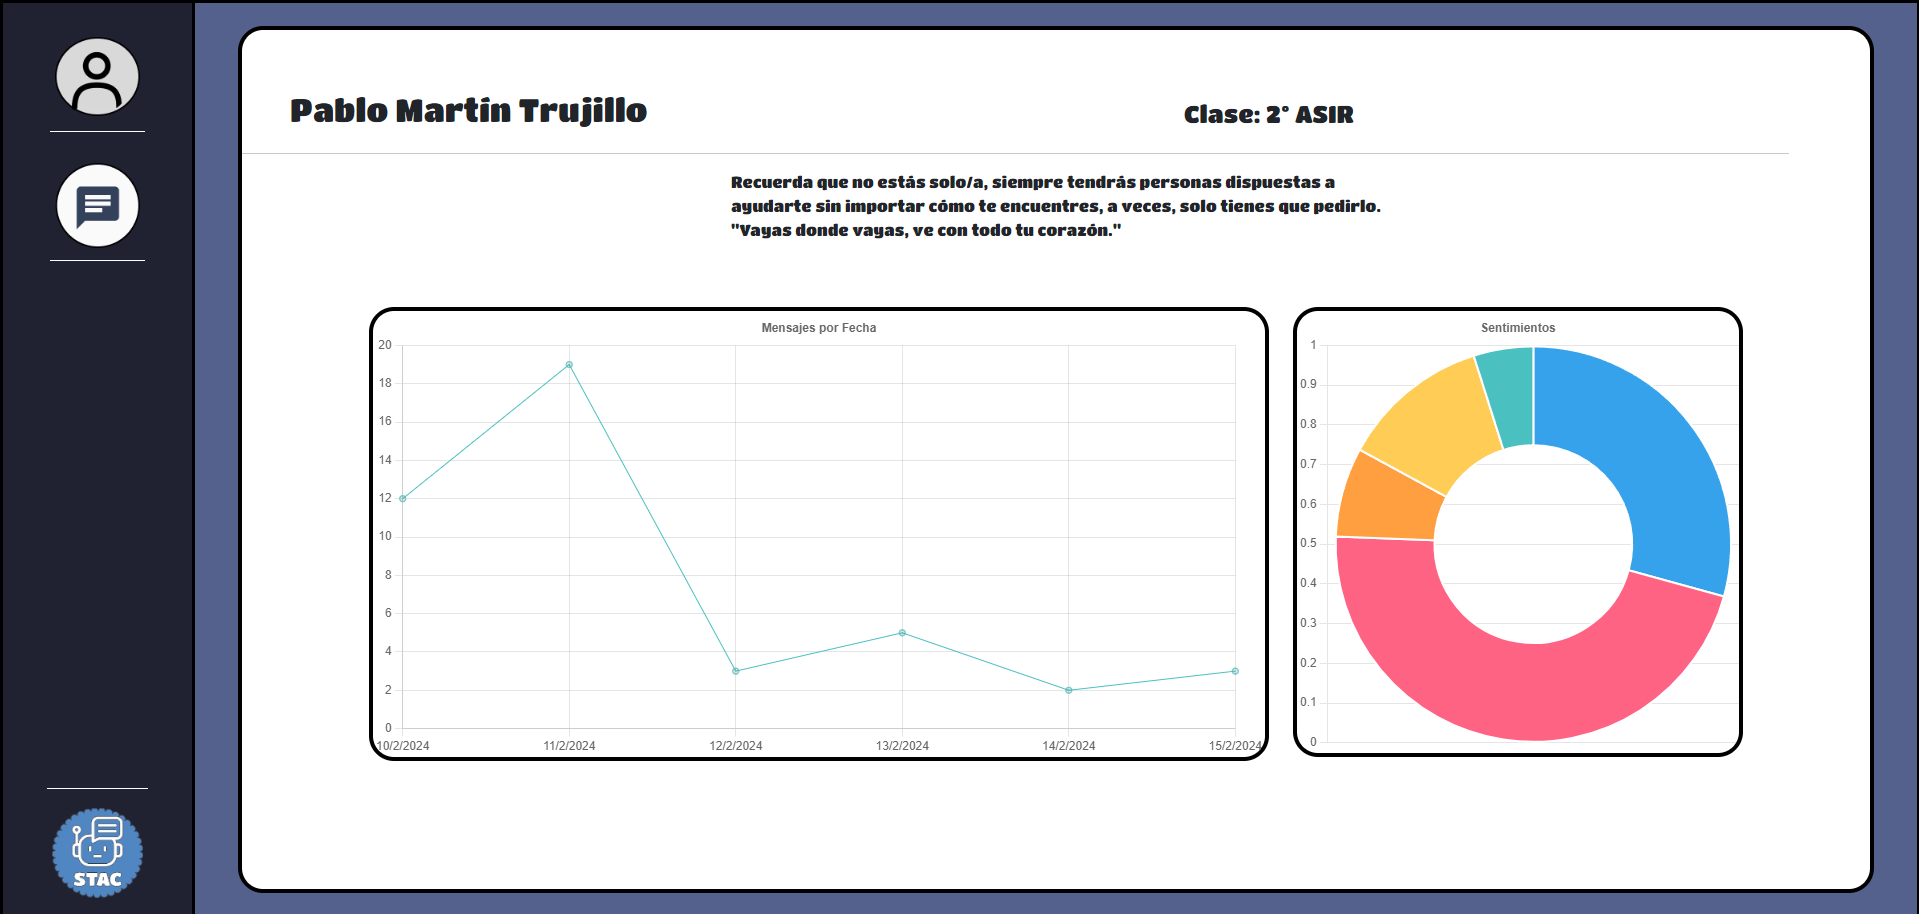 Pablo Martín Trujillo
Clase: 2º ASIR
Recuerda que no estás solo/a, siempre tendrás personas dispuestas a
ayudarte sin importar cómo te encuentres, a veces, solo tienes que pedirlo.
"Vayas donde vayas, ve con todo tu corazón."
Mensajes por Fecha
20
18
16
14
12
10
8
6
4
2
0
10/2/2024 11/2/2024 12/2/2024 13/2/2024 14/2/2024 15/2/2024
Sentimientos
1
0.9
0.8
0.7
0.6
0.5
0.4
0.3
0.2
0.1
0
STAC